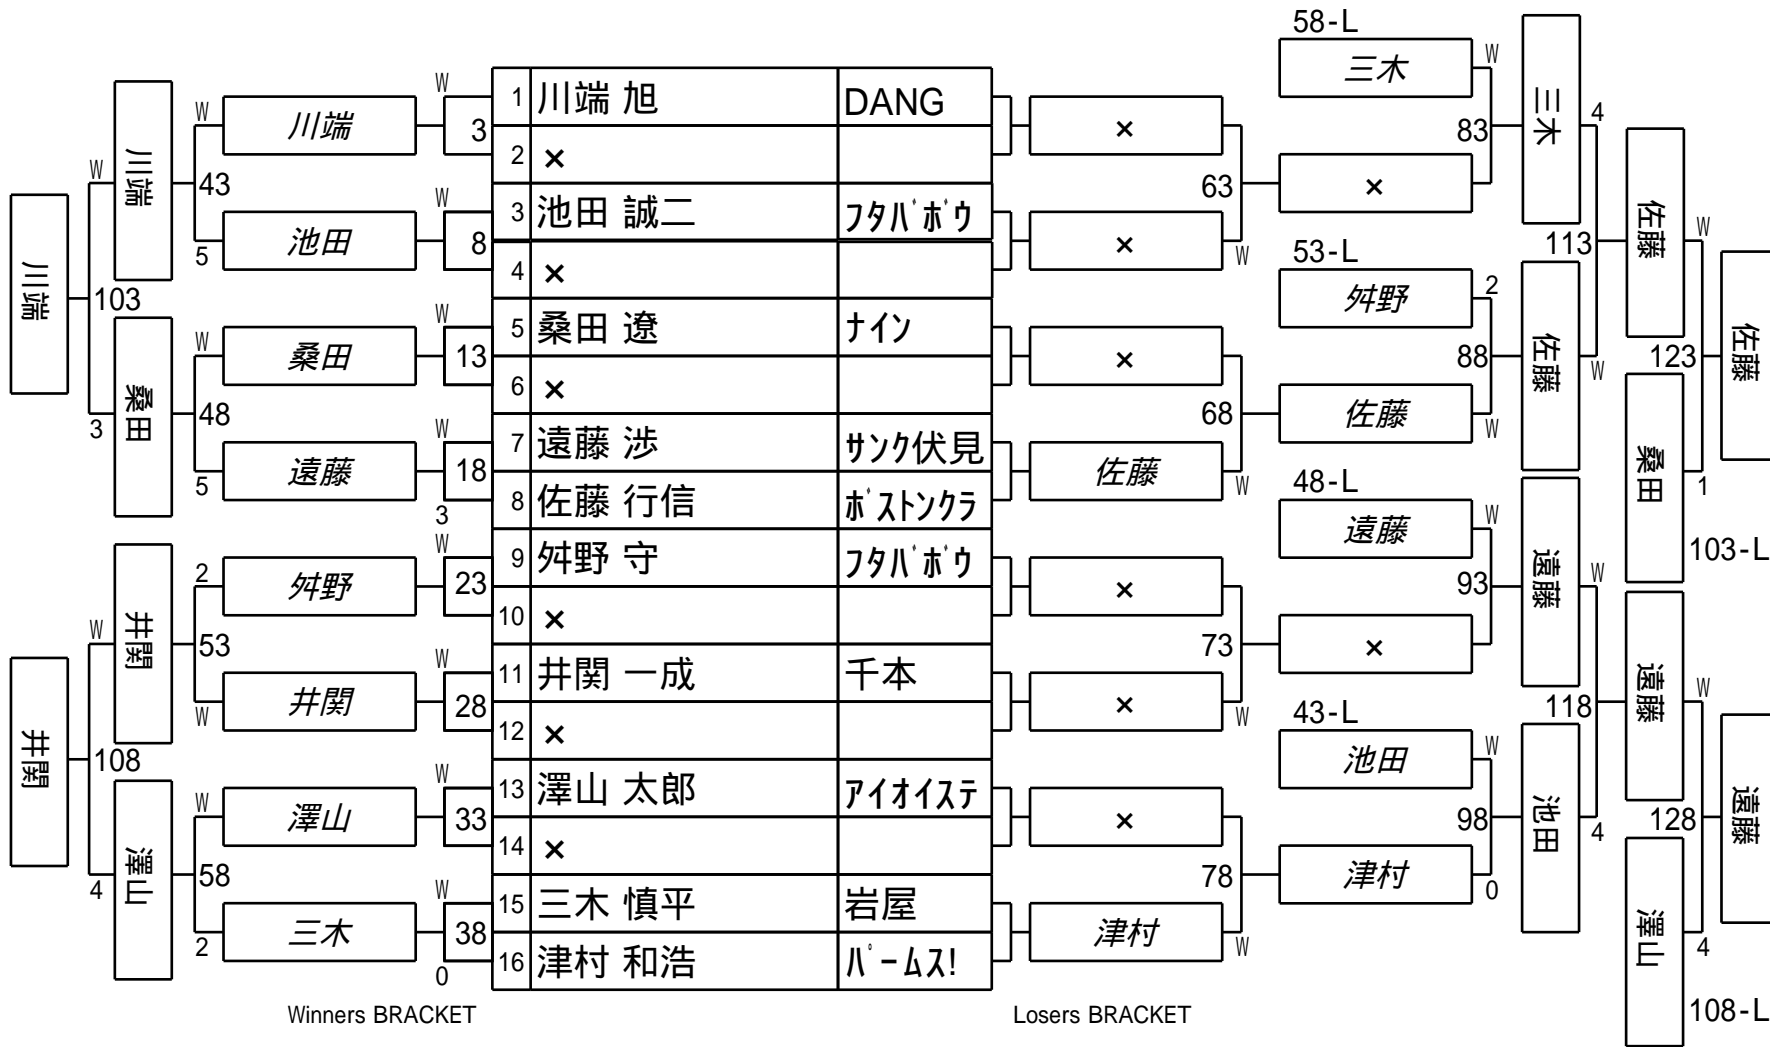 58-L
W
三木
W
三木
4
W
1 川端 旭 DANG
川端
W
川端
3
×
83
2 ×
W
43
W
63
×
佐藤
W
3 池田 誠二 フタバボウ
池田
5
8
×
W
113
53-L
4 ×
川端
103
舛野
2
佐藤
W
5 桑田 遼 ナイン
W
桑田
W
13
×
88
佐藤
W
123
佐藤
6 ×
3
桑田
48
W
68
佐藤
W
7 遠藤 渉 サンク伏見
遠藤
5
18
佐藤
W
48-L
桑田
1
8 佐藤 行信 ボストンクラ
3
遠藤
W
W
9 舛野 守 フタバボウ
103-L
舛野
2
23
×
93
遠藤
W
10 ×
W
井関
53
W
73
×
遠藤
W
11 井関 一成 千本
井関
W
28
×
W
118
43-L
12 ×
井関
108
池田
W
W
13 澤山 太郎 アイオイステ
W
澤山
33
×
98
池田
4
128
遠藤
14 ×
4
澤山
58
W
78
津村
0
15 三木 慎平 岩屋
三木
2
38
津村
W
澤山
4
16 津村 和浩 パームス!
0
108-L
Winners BRACKET
Losers BRACKET